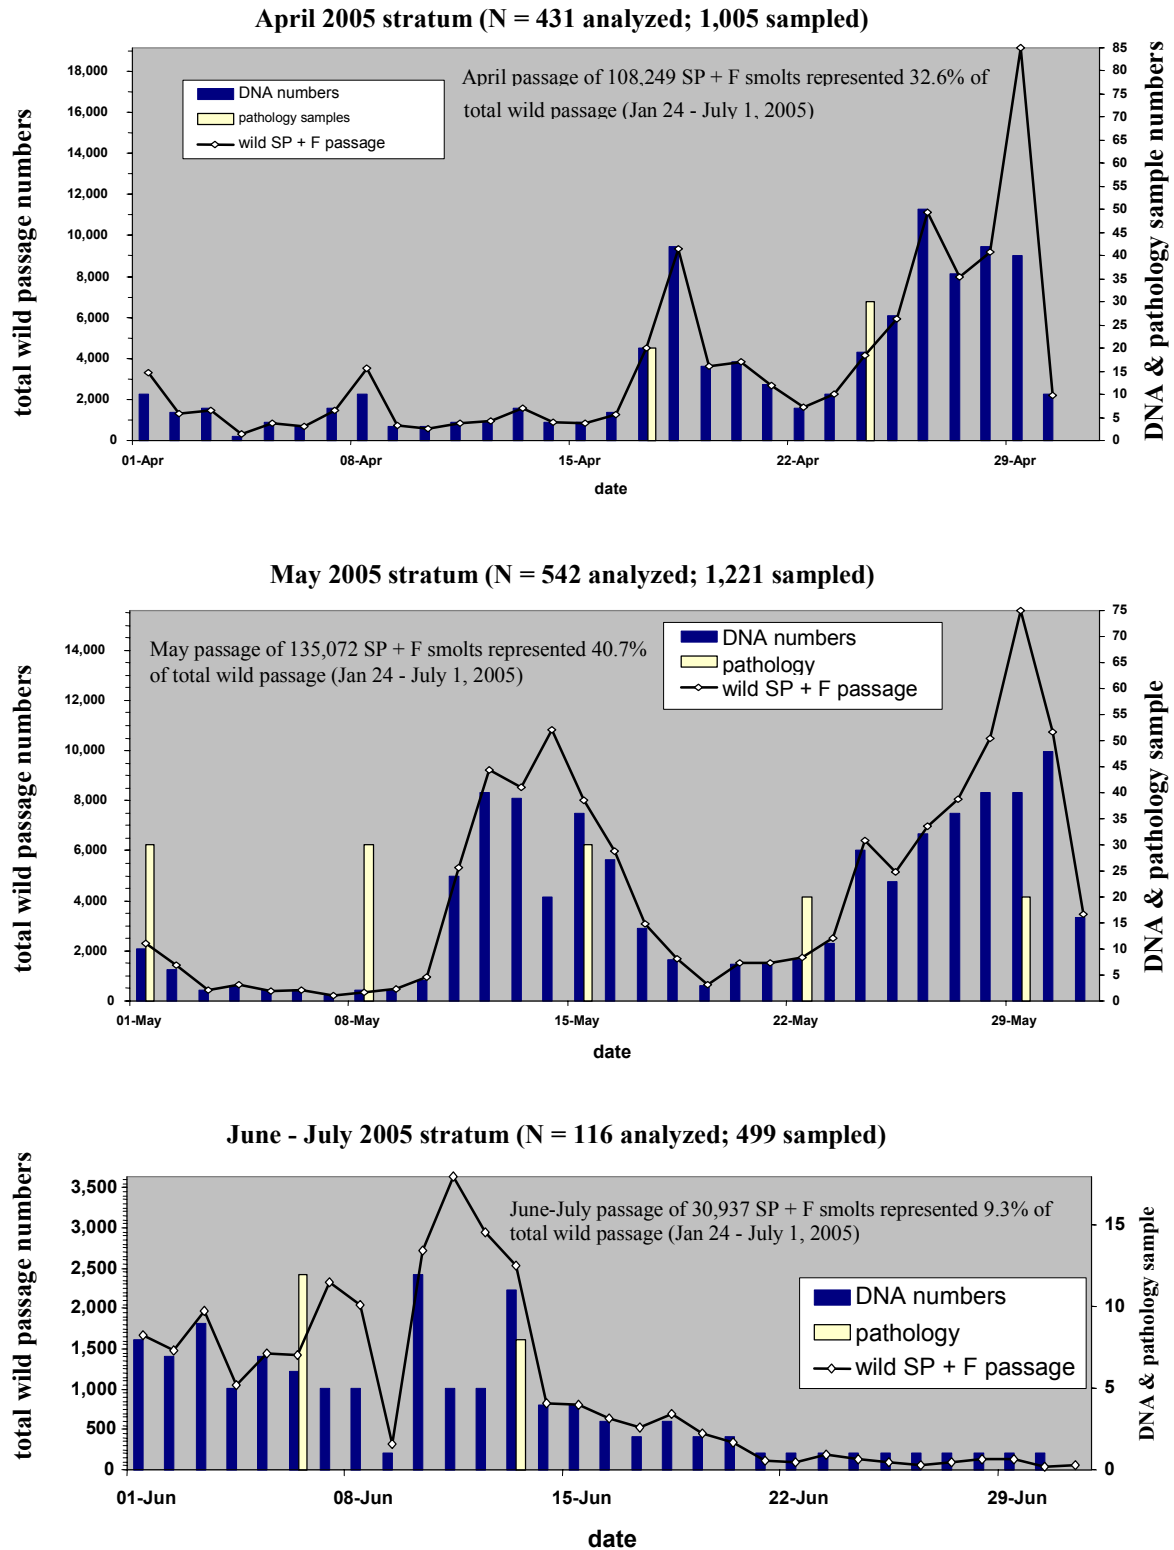 April 2005 stratum (N = 431 analyzed; 1,005 sampled)
April passage of 108,249 SP + F smolts represented 32.6% of
total wild passage (Jan 24 - July 1, 2005)
DNA numbers
pathology samples
wild SP + F passage
total wild passage numbers
18,000
16,000
14,000
12,000
10,000
8,000
6,000
4,000
2,000
0
85
80
75
70
65
60
55
50
45
40
35
30
25
20
15
10
5
0
DNA & pathology sample numbers
01-Apr
08-Apr
15-Apr
22-Apr
29-Apr
date
May 2005 stratum (N = 542 analyzed; 1,221 sampled)
May passage of 135,072 SP + F smolts represented 40.7%
of total wild passage (Jan 24 - July 1, 2005)
DNA numbers
pathology
wild SP + F passage
total wild passage numbers
14,000
12,000
10,000
8,000
6,000
4,000
2,000
0
75
70
65
60
55
50
45
40
35
30
25
20
15
10
5
0
DNA & pathology sample
01-May
08-May
15-May
22-May
29-May
date
June - July 2005 stratum (N = 116 analyzed; 499 sampled)
June-July passage of 30,937 SP + F smolts represented 9.3% of
total wild passage (Jan 24 - July 1, 2005)
DNA numbers
pathology
wild SP + F passage
total wild passage numbers
3,500
3,000
2,500
2,000
1,500
1,000
500
0
15
10
5
0
DNA & pathology sample
01-Jun
08-Jun
15-Jun
22-Jun
29-Jun
date